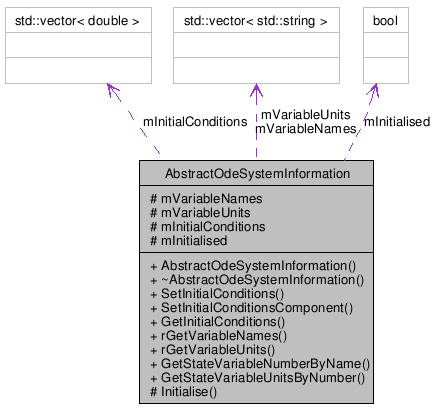 std::vector< double >
std::vector< std::string >
bool
mInitialConditions
mVariableUnits
mVariableNames
mInitialised
AbstractOdeSystemInformation
# mVariableNames
# mVariableUnits
# mInitialConditions
# mInitialised
+ AbstractOdeSystemInformation()
+ ~AbstractOdeSystemInformation()
+ SetInitialConditions()
+ SetInitialConditionsComponent()
+ GetInitialConditions()
+ rGetVariableNames()
+ rGetVariableUnits()
+ GetStateVariableNumberByName()
+ GetStateVariableUnitsByNumber()
# Initialise()